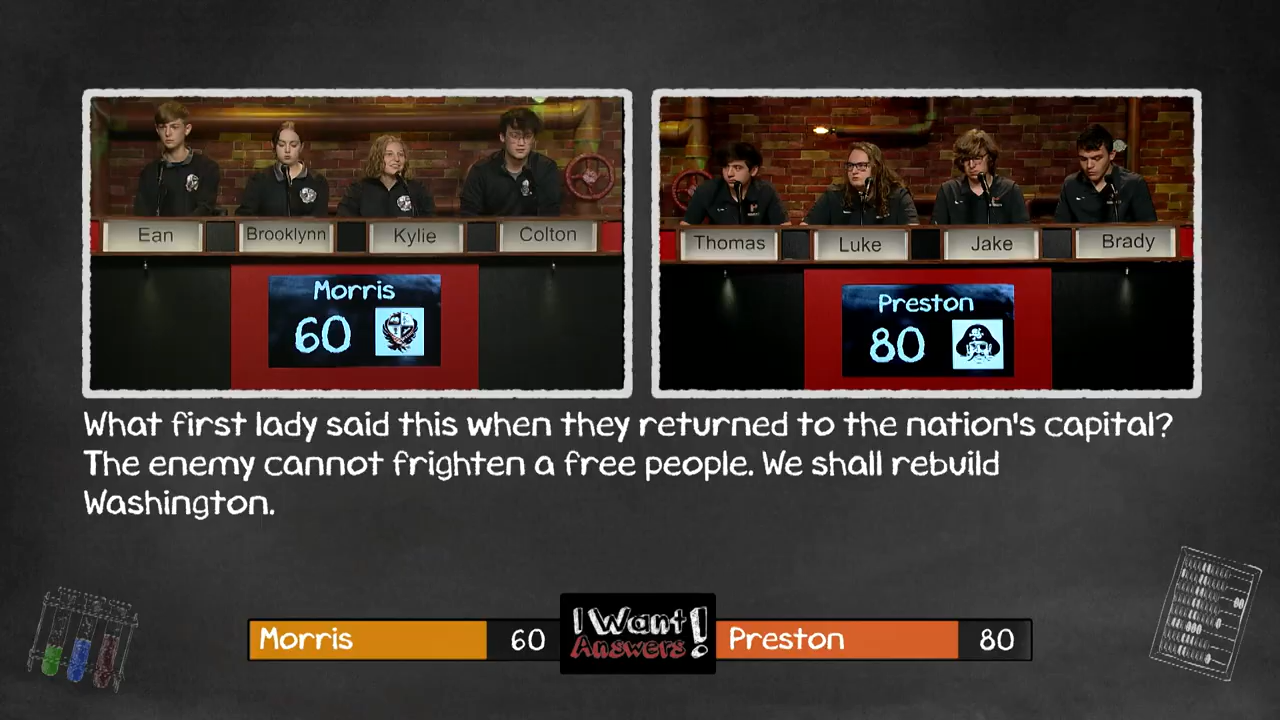 Ean
Brooklynn
Kylie
Colton
Thomas
Luke
Jake
Brady
Morris
60
Preston
80
What first lady said this when they returned to the nation's capital?
The enemy cannot frighten a free people. We shall rebuild
Washington.
Morris 60
I Want
Answers!
Preston 80